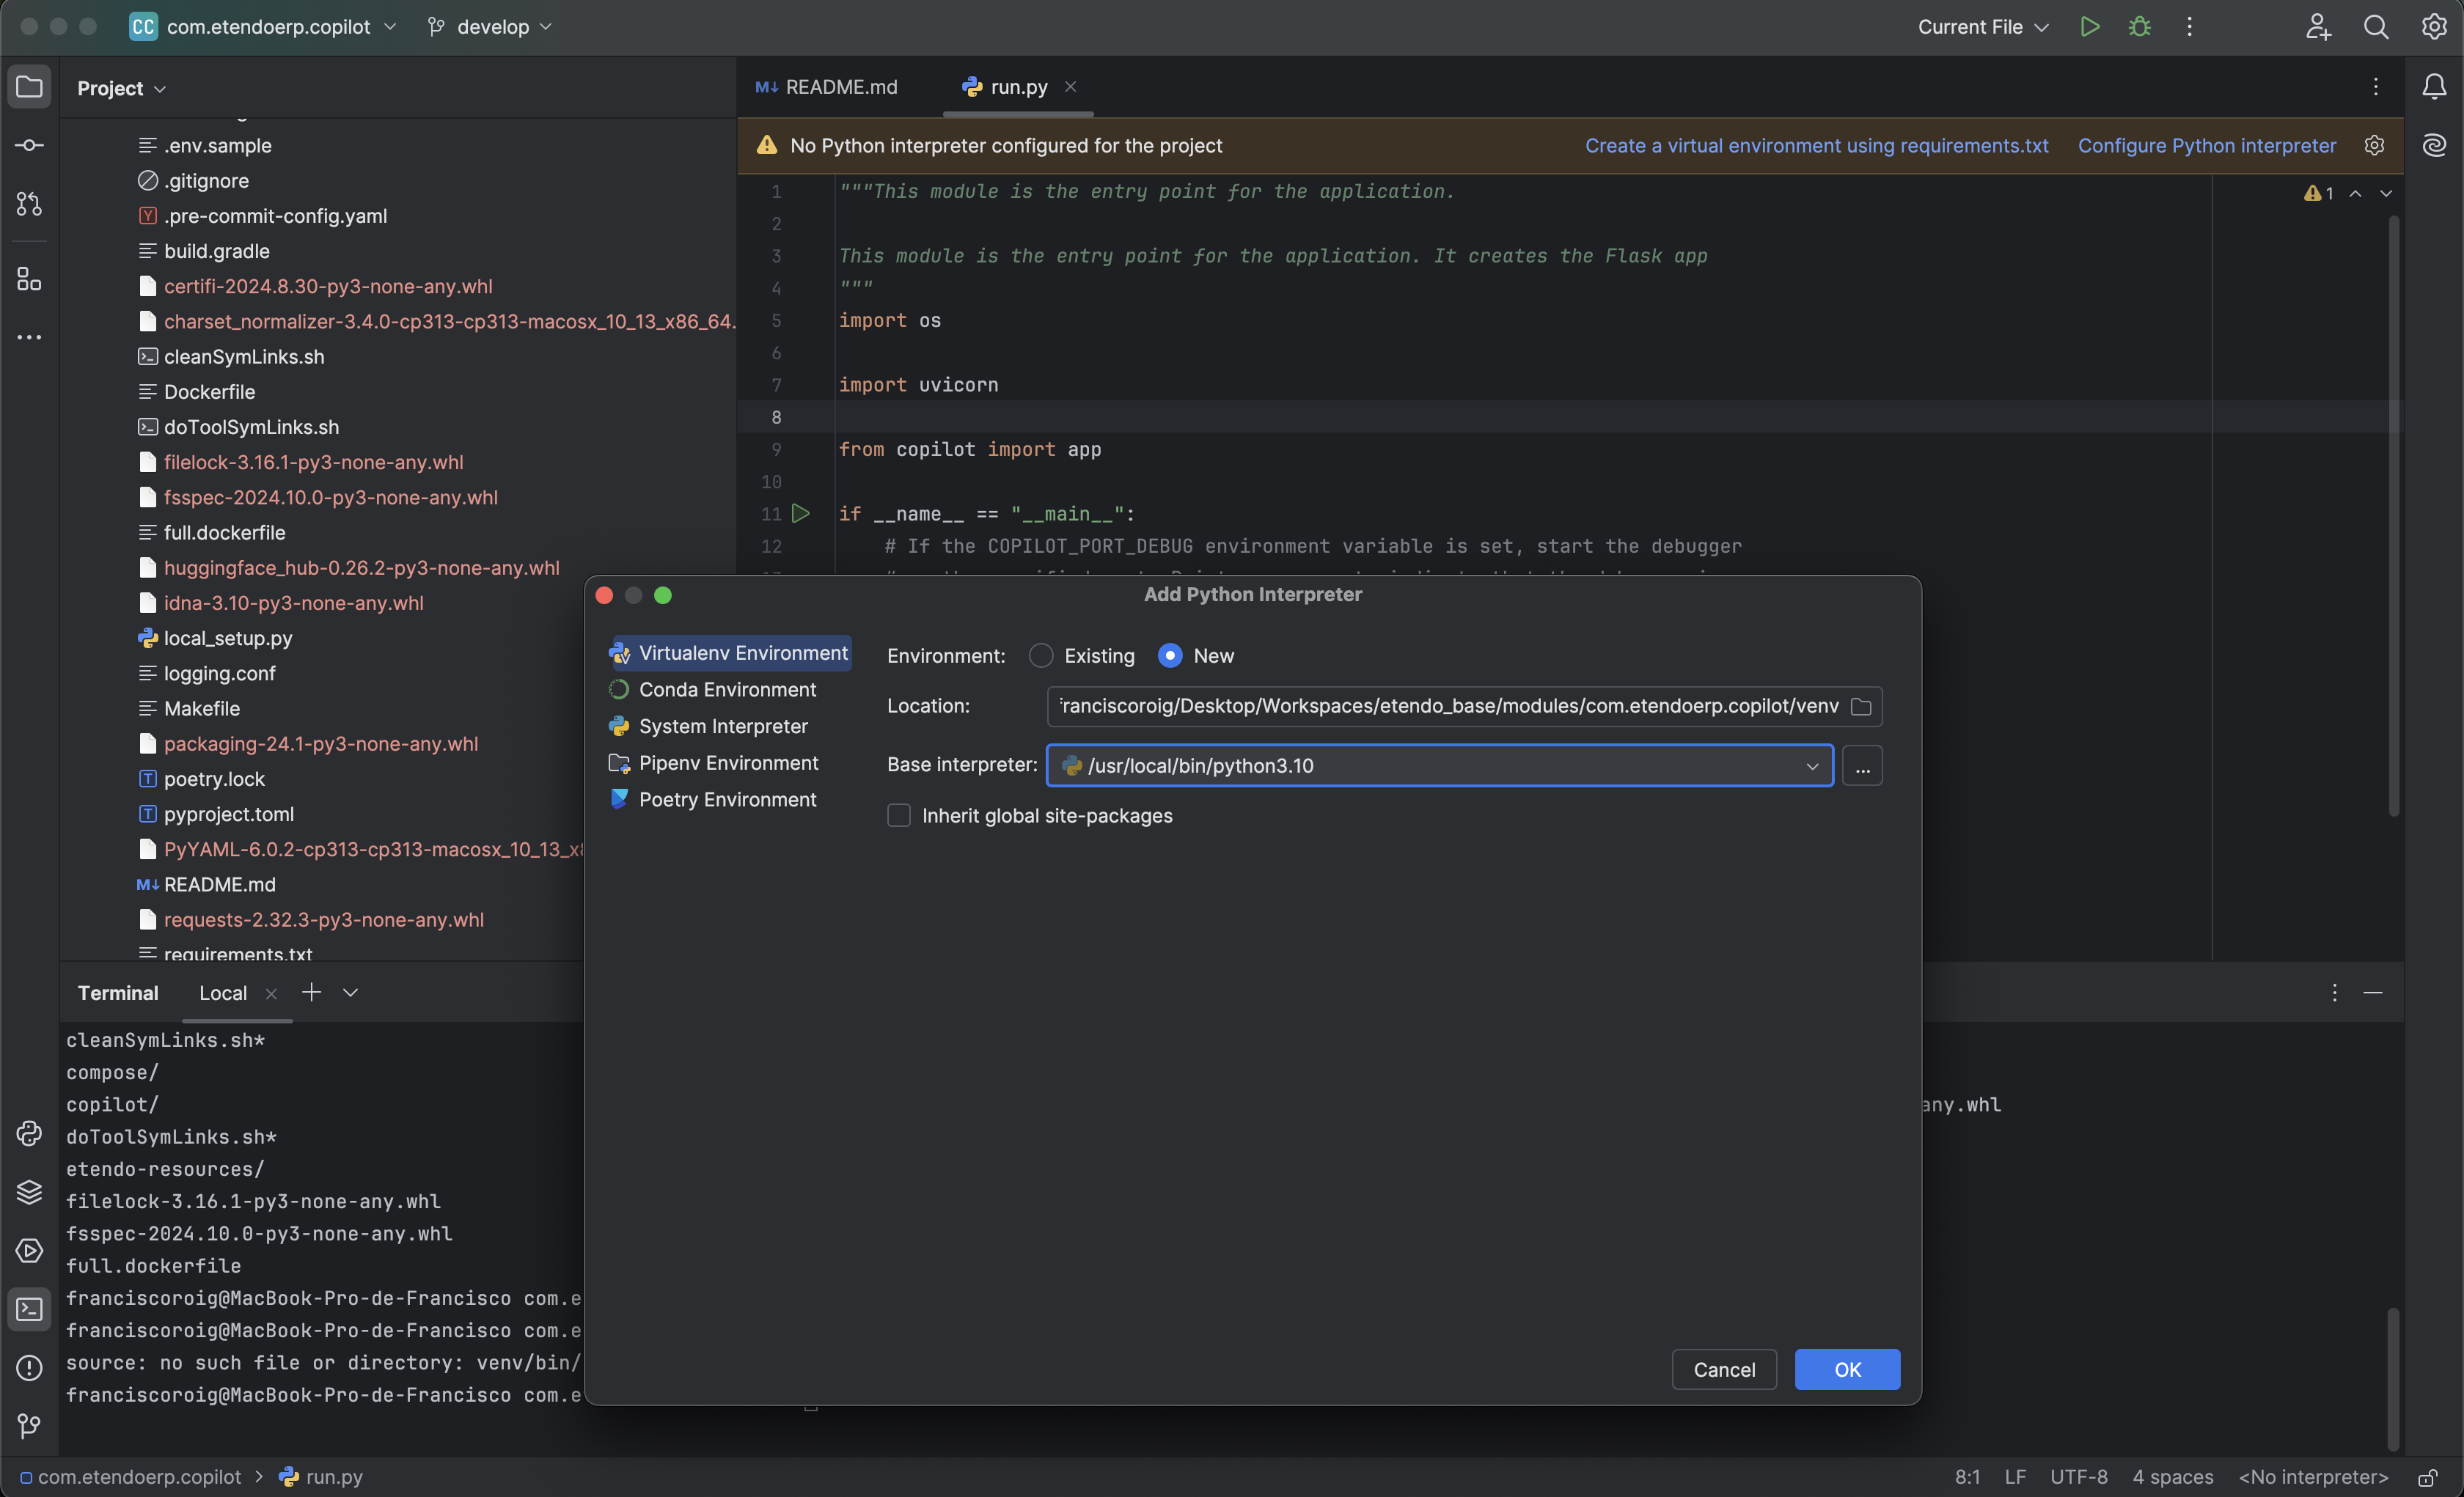 CC com.etendoerp.copilot develop Current File
Project
README.md run.py
No Python interpreter configured for the project Create a virtual environment using requirements.txt Configure Python interpreter
.env.sample
.gitignore
.pre-commit-config.yaml
build.gradle
certifi-2024.8.30-py3-none-any.whl
charset_normalizer-3.4.0-cp313-cp313-macosx_10_13_x86_64.
cleanSymLinks.sh
Dockerfile
doToolSymLinks.sh
filelock-3.16.1-py3-none-any.whl
fsspec-2024.10.0-py3-none-any.whl
full.dockerfile
huggingface_hub-0.26.2-py3-none-any.whl
idna-3.10-py3-none-any.whl
local_setup.py
logging.conf
Makefile
packaging-24.1-py3-none-any.whl
poetry.lock
pyproject.toml
PyYAML-6.0.2-cp313-cp313-macosx_10_13_x
README.md
requests-2.32.3-py3-none-any.whl
requirements.txt
1 """This module is the entry point for the application.
2
3 This module is the entry point for the application. It creates the Flask app
4 """
5 import os
6
7 import uvicorn
8
9 from copilot import app
10
11 if __name__ == "__main__":
12 # If the COPILOT_PORT_DEBUG environment variable is set, start the debugger
1
Add Python Interpreter
Virtualenv Environment
Conda Environment
System Interpreter
Pipenv Environment
Poetry Environment
Environment: Existing New
Location: ranciscoroig/Desktop/Workspaces/etendo_base/modules/com.etendoerp.copilot/venv
Base interpreter: /usr/local/bin/python3.10 ...
Inherit global site-packages
Cancel OK
Terminal Local
cleanSymLinks.sh*
compose/
copilot/
any.whl
doToolSymLinks.sh*
etendo-resources/
filelock-3.16.1-py3-none-any.whl
fsspec-2024.10.0-py3-none-any.whl
full.dockerfile
franciscoroig@MacBook-Pro-de-Francisco com.e
franciscoroig@MacBook-Pro-de-Francisco com.e
source: no such file or directory: venv/bin/
franciscoroig@MacBook-Pro-de-Francisco com.e
com.etendoerp.copilot > run.py 8:1 LF UTF-8 4 spaces <No interpreter>